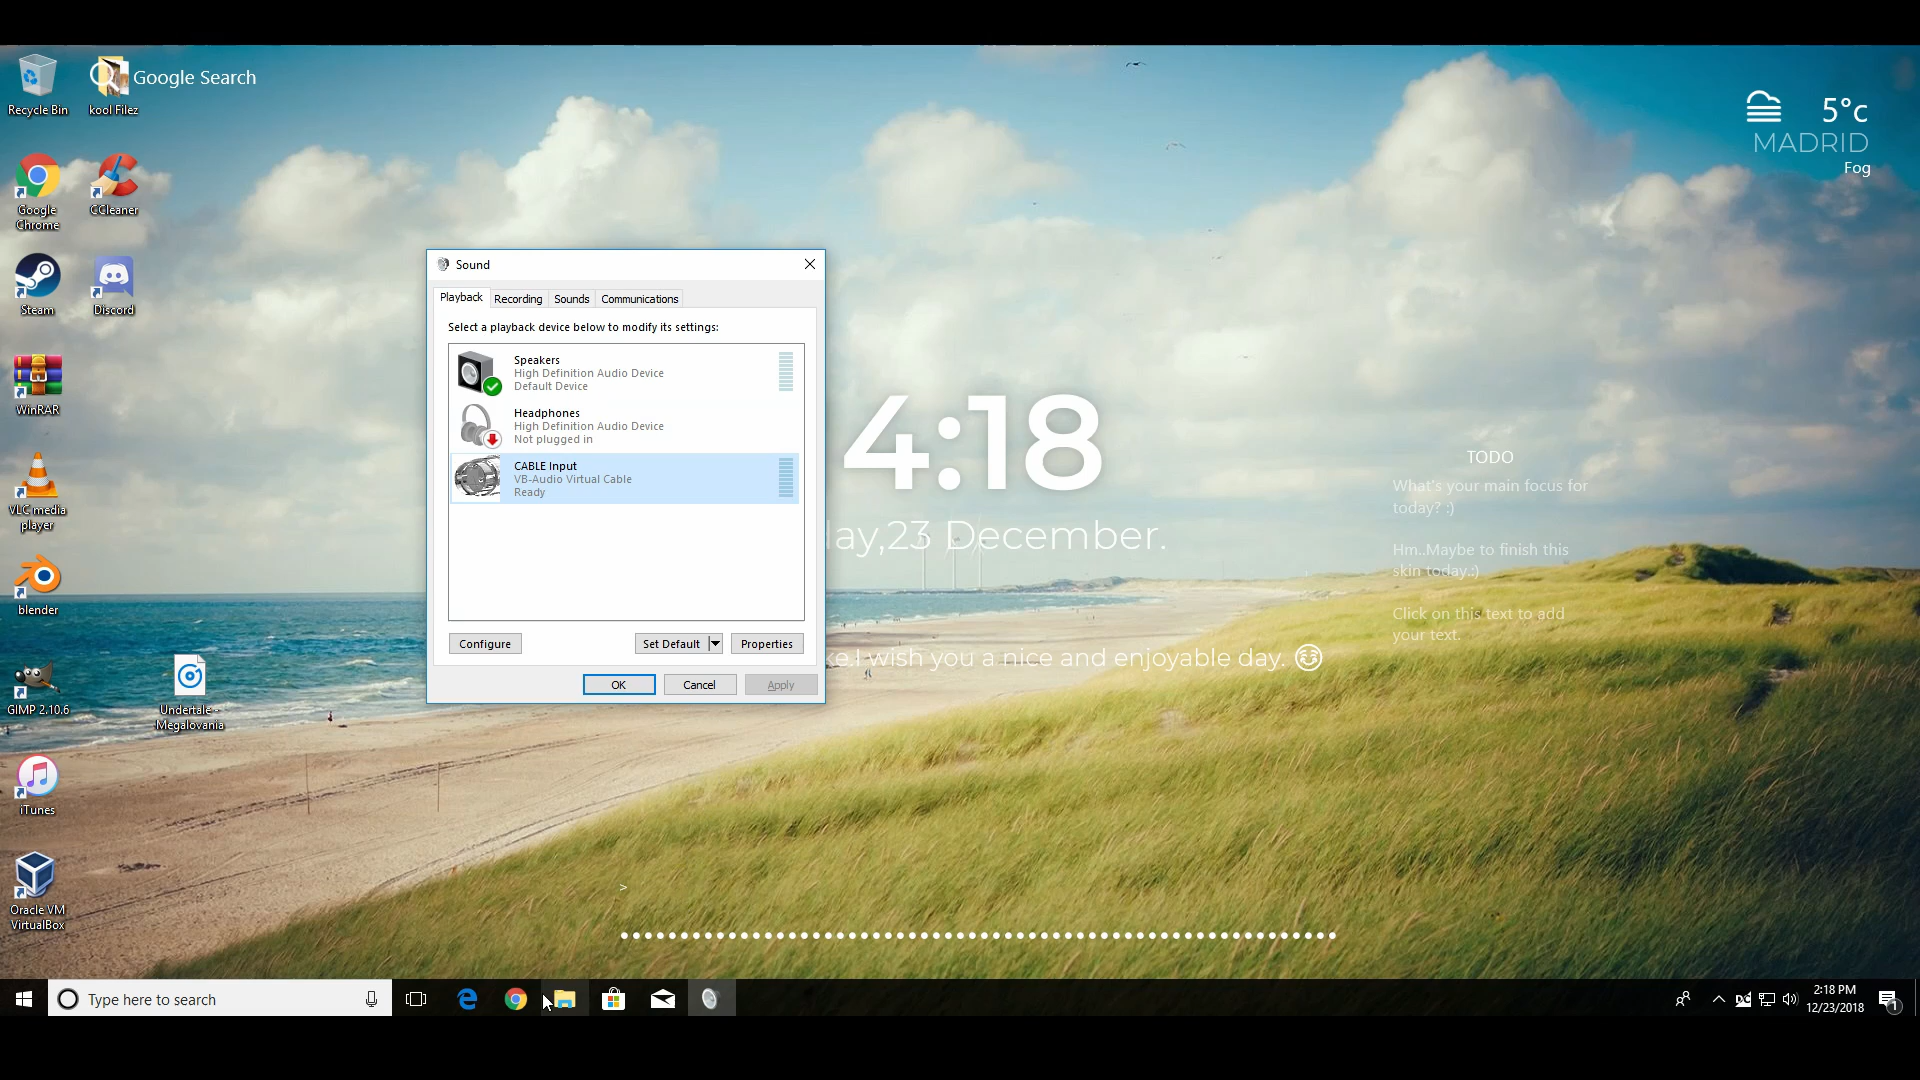 Recycle Bin
kool Filez
Google Search
Google
Chrome
CCleaner
Steam
Discord
WinRAR
VLC media
player
blender
GIMP 2.10.6
Undertale -
Megalovania
iTunes
Oracle VM
VirtualBox
Sound
Playback
Recording
Sounds
Communications
Select a playback device below to modify its settings:
Speakers
High Definition Audio Device
Default Device
Headphones
High Definition Audio Device
Not plugged in
CABLE Input
VB-Audio Virtual Cable
Ready
Configure
Set Default
Properties
OK
Cancel
Apply
5°c
MADRID
Fog
4:18
day,23 December.
ke.I wish you a nice and enjoyable day.
TODO
What's your main focus for
today? :)
Hm..Maybe to finish this
skin today.:)
Click on this text to add
your text.
>
Type here to search
2:18 PM
12/23/2018
1